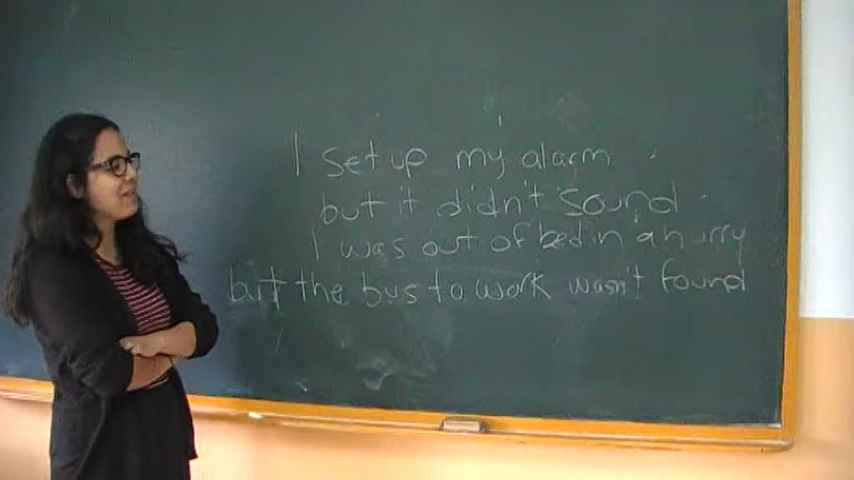 I set up my alarm
but it didn't sound
I was out of bed in a hurry
but the bus to work wasn't found